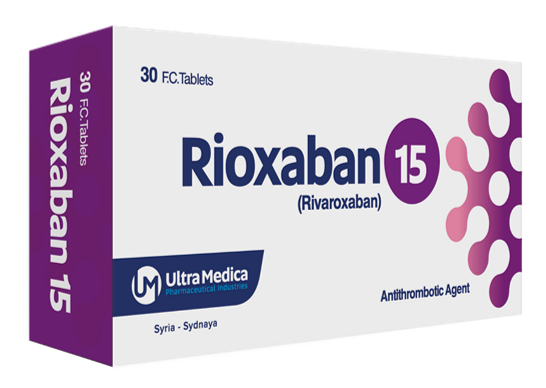 30 F.C.Tablets
Rioxaban 15
30 F.C.Tablets
Rioxaban 15
(Rivaroxaban)
UM Ultra Medica
Pharmaceutical Industries
Syria - Sydnaya
Antithrombotic Agent